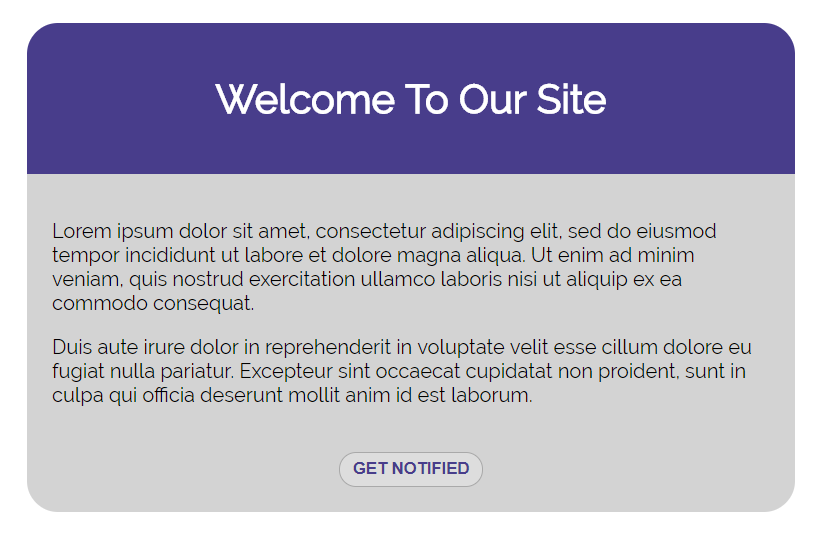 Welcome To Our Site
Lorem ipsum dolor sit amet, consectetur adipiscing elit, sed do eiusmod
tempor incididunt ut labore et dolore magna aliqua. Ut enim ad minim
veniam, quis nostrud exercitation ullamco laboris nisi ut aliquip ex ea
commodo consequat.
Duis aute irure dolor in reprehenderit in voluptate velit esse cillum dolore eu
fugiat nulla pariatur. Excepteur sint occaecat cupidatat non proident, sunt in
culpa qui officia deserunt mollit anim id est laborum.
GET NOTIFIED